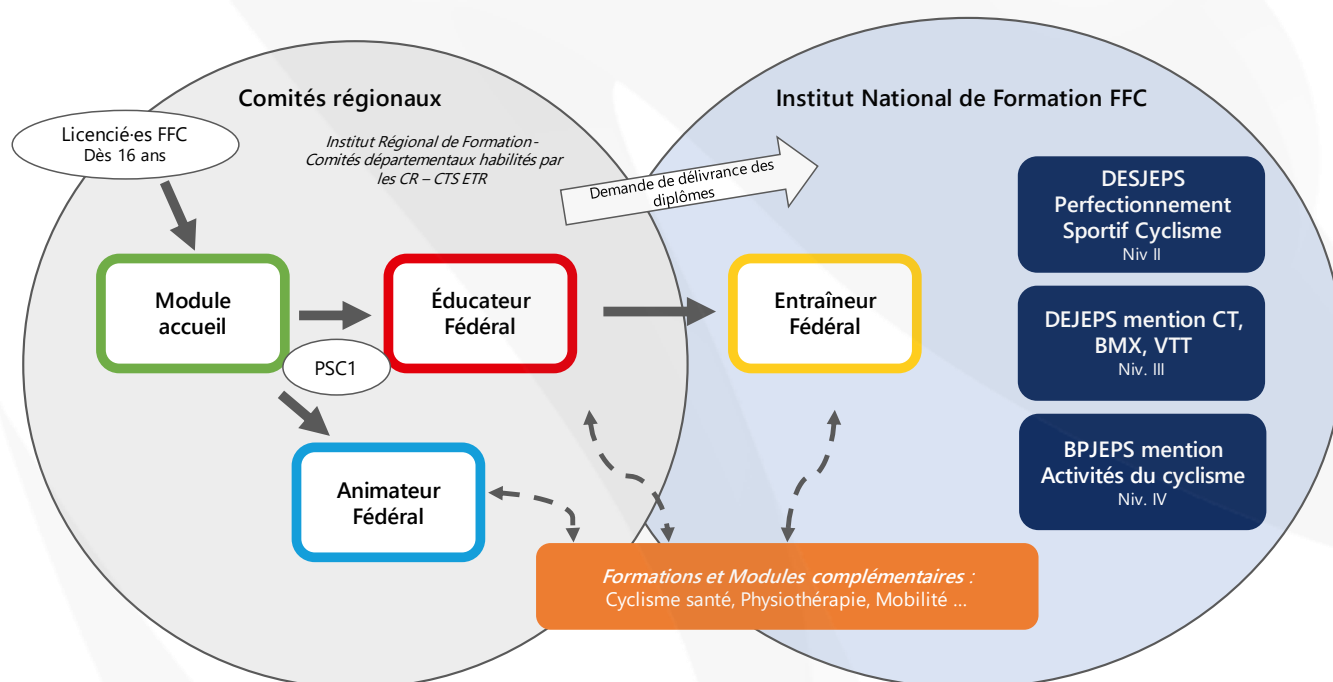 Comités régionaux
Institut National de Formation FFC
Licencié·es FFC
Dès 16 ans
Institut Régional de Formation-
Comités départementaux habilités par
les CR – CTS ETR
Demande de délivrance des
diplômes
DESJEPS
Perfectionnement
Sportif Cyclisme
Niv II
Module
accueil
Éducateur
Fédéral
Entraîneur
Fédéral
DEJEPS mention CT,
BMX, VTT
Niv. III
PSC1
Animateur
Fédéral
BPJEPS mention
Activités du cyclisme
Niv. IV
Formations et Modules complémentaires :
Cyclisme santé, Physiothérapie, Mobilité ...